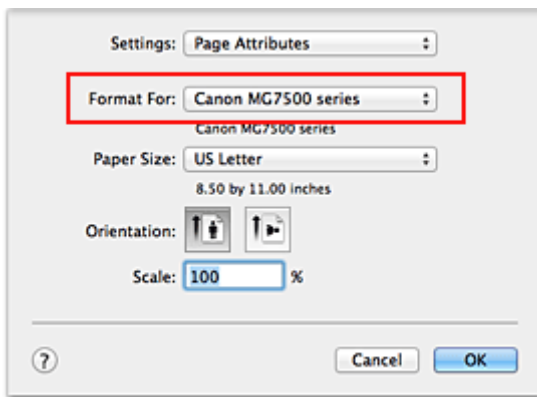 Settings: Page Attributes
Format For: Canon MG7500 series
Canon MG7500 series
Paper Size: US Letter
8.50 by 11.00 inches
Orientation:
Scale: 100 %
? Cancel OK